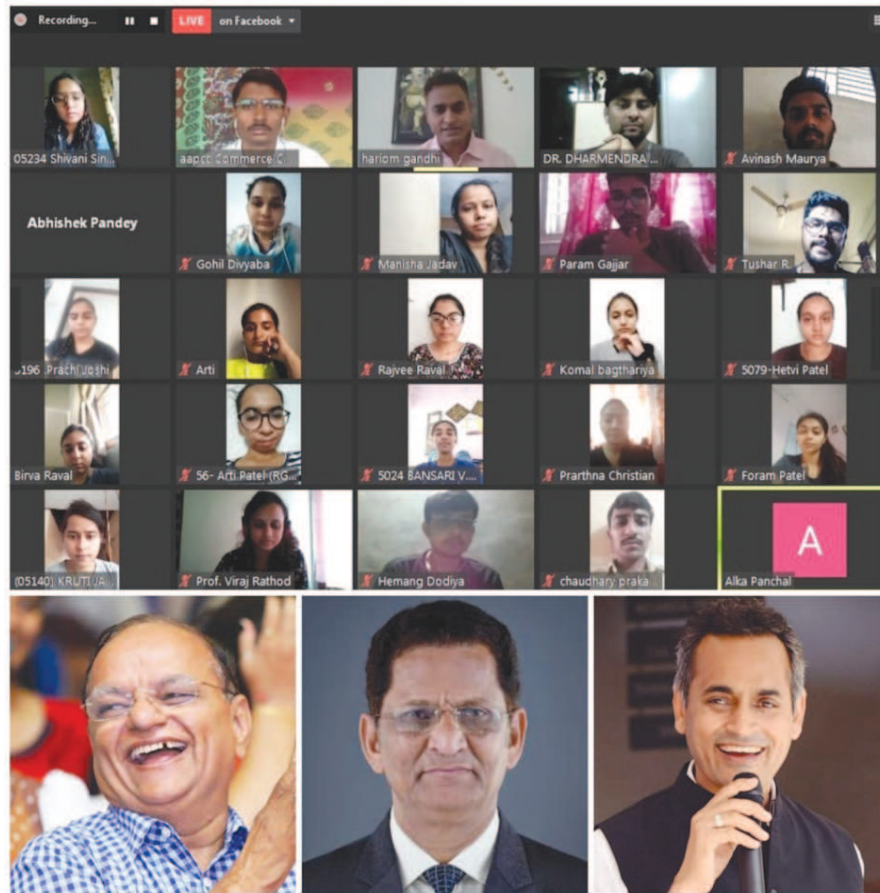 Recording...
LIVE on Facebook
05234 Shivani Sin...
aapcc Commerce C...
hariom gandhi
DR. DHARMENDRA ...
Avinash Maurya
Abhishek Pandey
Gohil Divyaba
Manisha Jadav
Param Gajjar
Tushar R.
Prachi Joshi
Arti
Rajvee Raval
Komal bagthariya
5079-Hetvi Patel
Birva Raval
56- Arti Patel (RG...
5024 BANSARI V....
Prarthna Christian
Foram Patel
(05140) KRUTI JA...
Prof. Viraj Rathod
Hemang Dodiya
chaudhary praka...
A
Alka Panchal